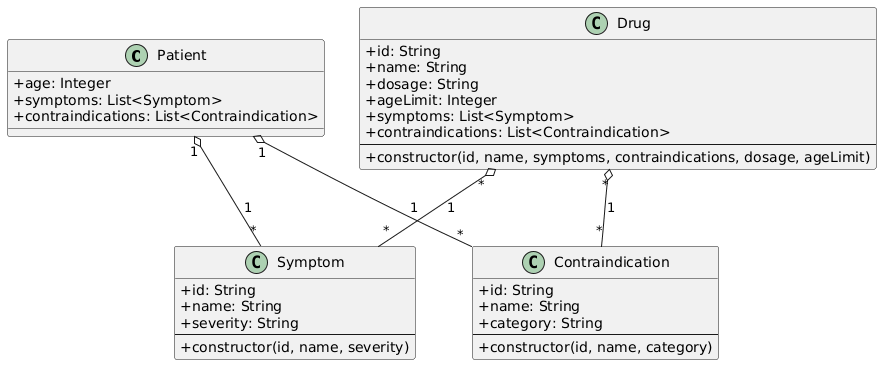 C Patient
+age: Integer
+symptoms: List<Symptom>
+contraindications: List<Contraindication>
C Drug
+id: String
+name: String
+dosage: String
+ageLimit: Integer
+symptoms: List<Symptom>
+contraindications: List<Contraindication>
+constructor(id, name, symptoms, contraindications, dosage, ageLimit)
1
1
*
*
1
1
1
1
*
*
*
*
C Symptom
+id: String
+name: String
+severity: String
+constructor(id, name, severity)
C Contraindication
+id: String
+name: String
+category: String
+constructor(id, name, category)